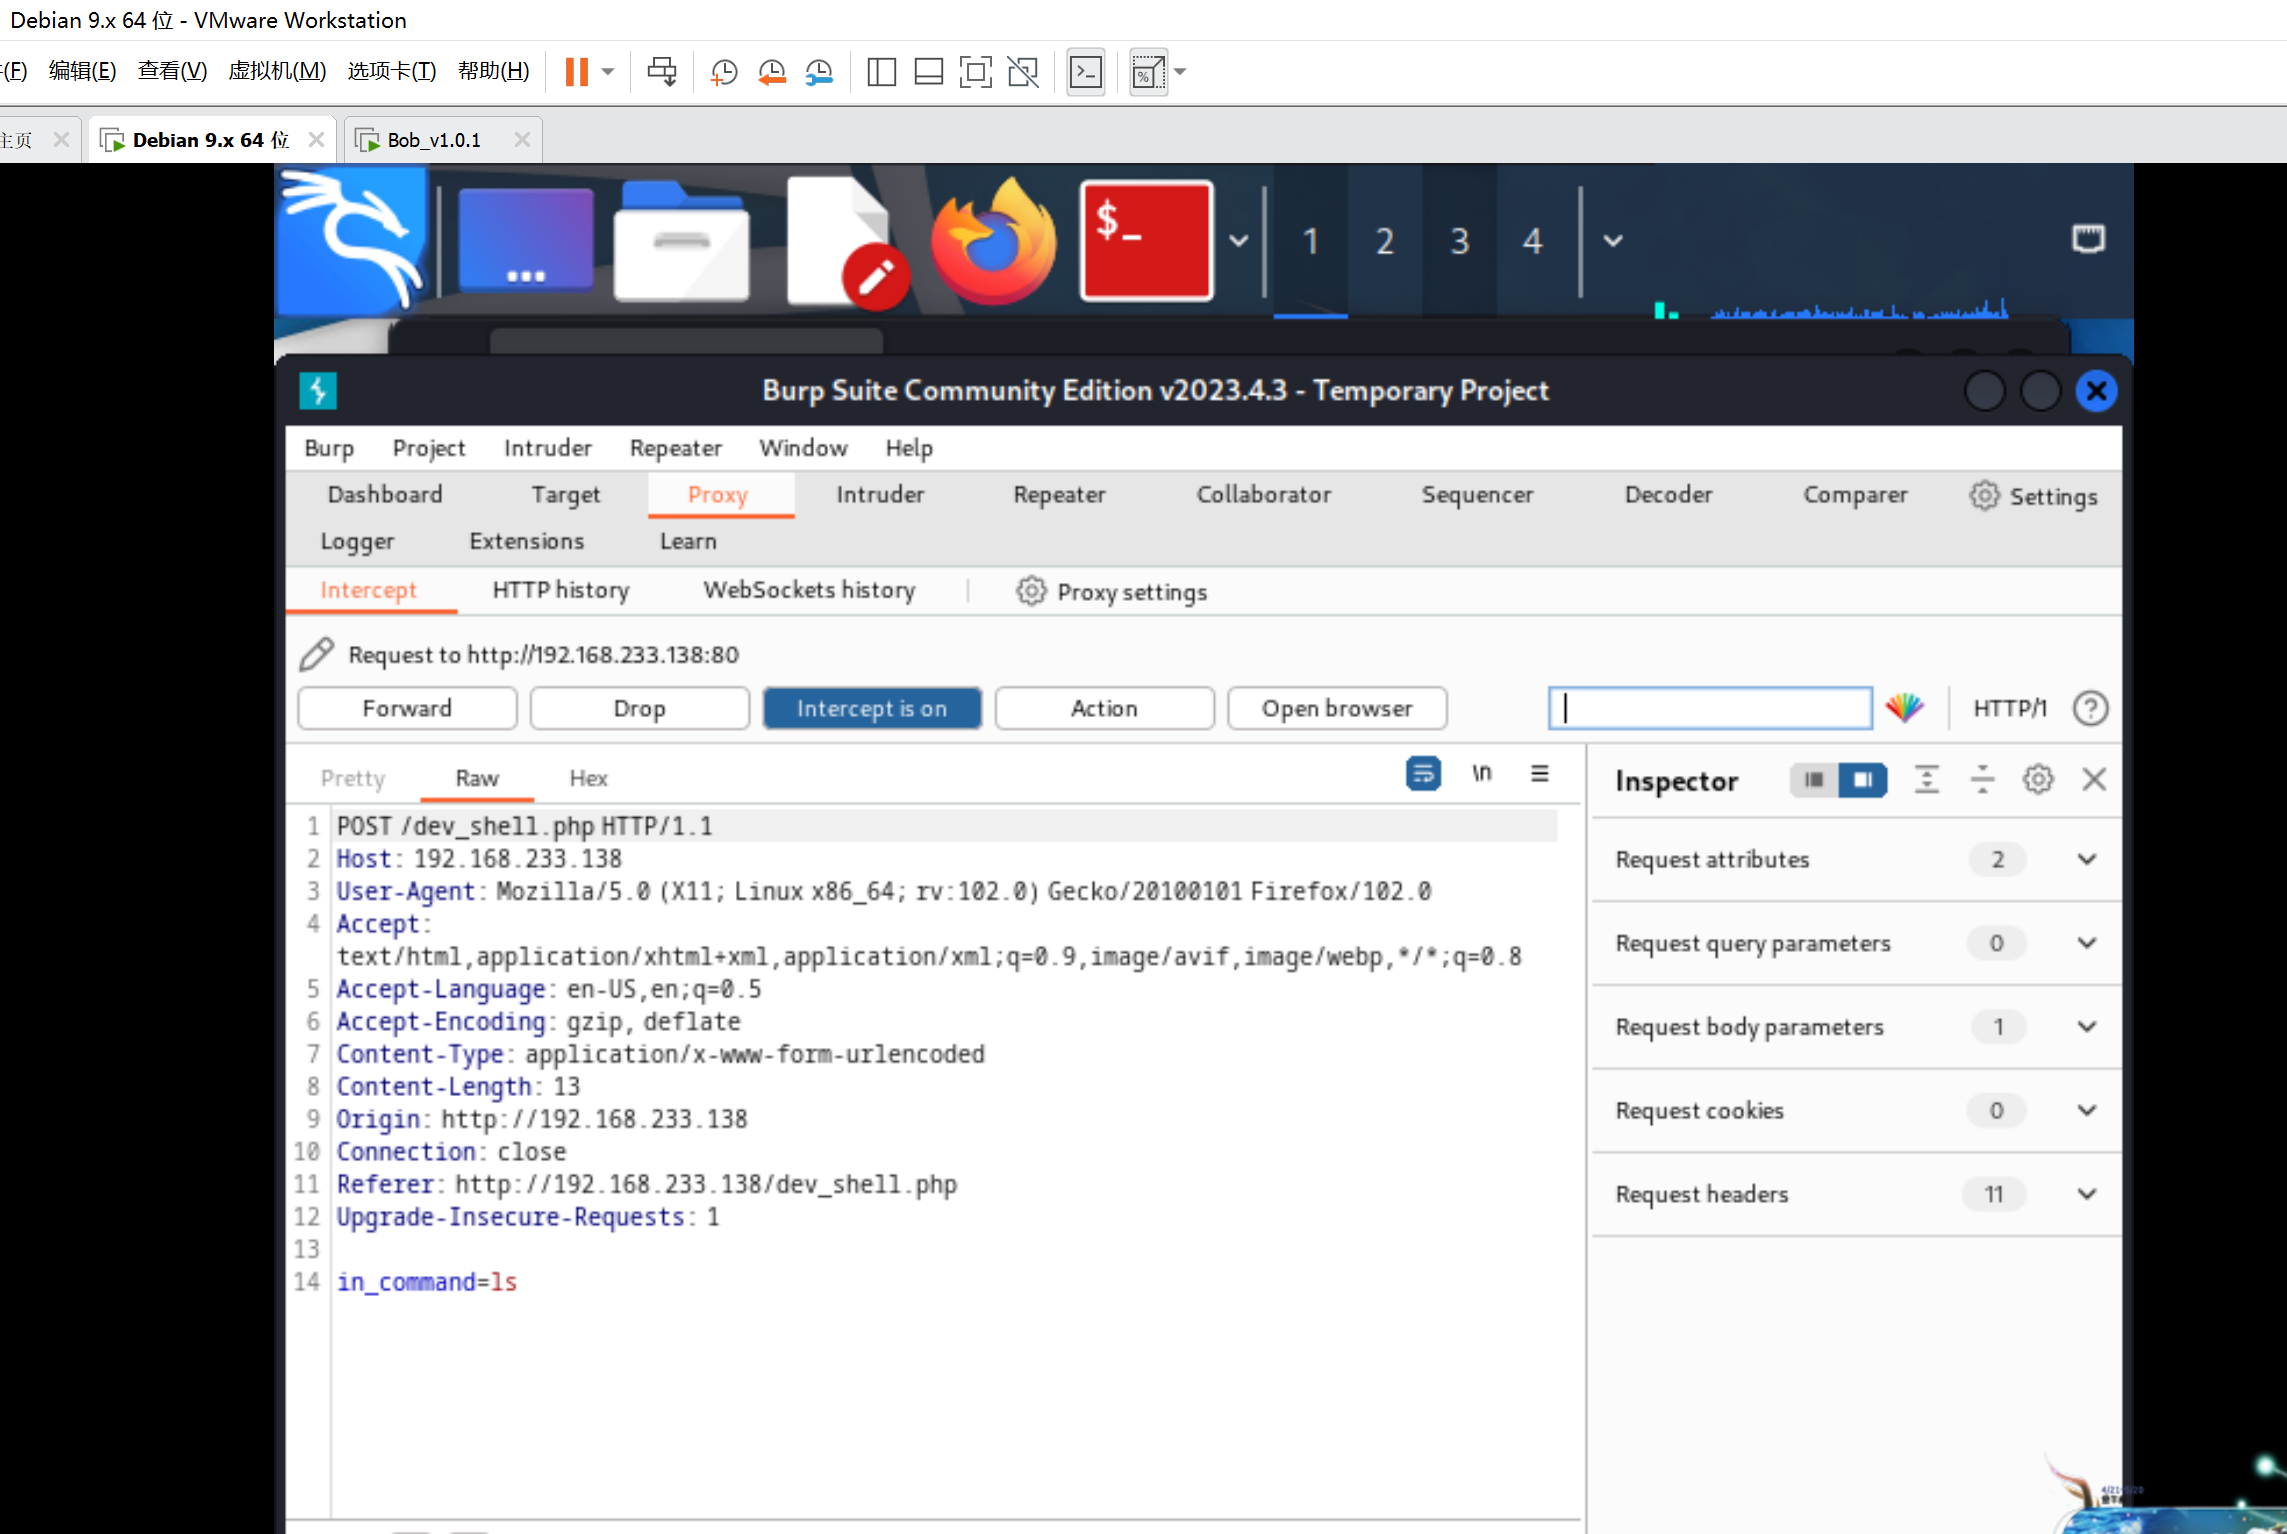 Debian 9.x 64 位 - VMware Workstation
(F) 编辑(E) 查看(V) 虚拟机(M) 选项卡(T) 帮助(H)
主页 Debian 9.x 64 位 Bob_v1.0.1
$_ 1 2 3 4
Burp Suite Community Edition v2023.4.3 - Temporary Project
Burp Project Intruder Repeater Window Help
Dashboard Target Proxy Intruder Repeater Collaborator Sequencer Decoder Comparer Settings
Logger Extensions Learn
Intercept HTTP history WebSockets history Proxy settings
Request to http://192.168.233.138:80
Forward Drop Intercept is on Action Open browser HTTP/1 ?
Pretty Raw Hex \n
Inspector
1 POST /dev_shell.php HTTP/1.1
2 Host: 192.168.233.138
3 User-Agent: Mozilla/5.0 (X11; Linux x86_64; rv:102.0) Gecko/20100101 Firefox/102.0
4 Accept:
text/html,application/xhtml+xml,application/xml;q=0.9,image/avif,image/webp,*/*;q=0.8
5 Accept-Language: en-US,en;q=0.5
6 Accept-Encoding: gzip, deflate
7 Content-Type: application/x-www-form-urlencoded
8 Content-Length: 13
9 Origin: http://192.168.233.138
10 Connection: close
11 Referer: http://192.168.233.138/dev_shell.php
12 Upgrade-Insecure-Requests: 1
13
14 in_command=ls
Request attributes 2
Request query parameters 0
Request body parameters 1
Request cookies 0
Request headers 11